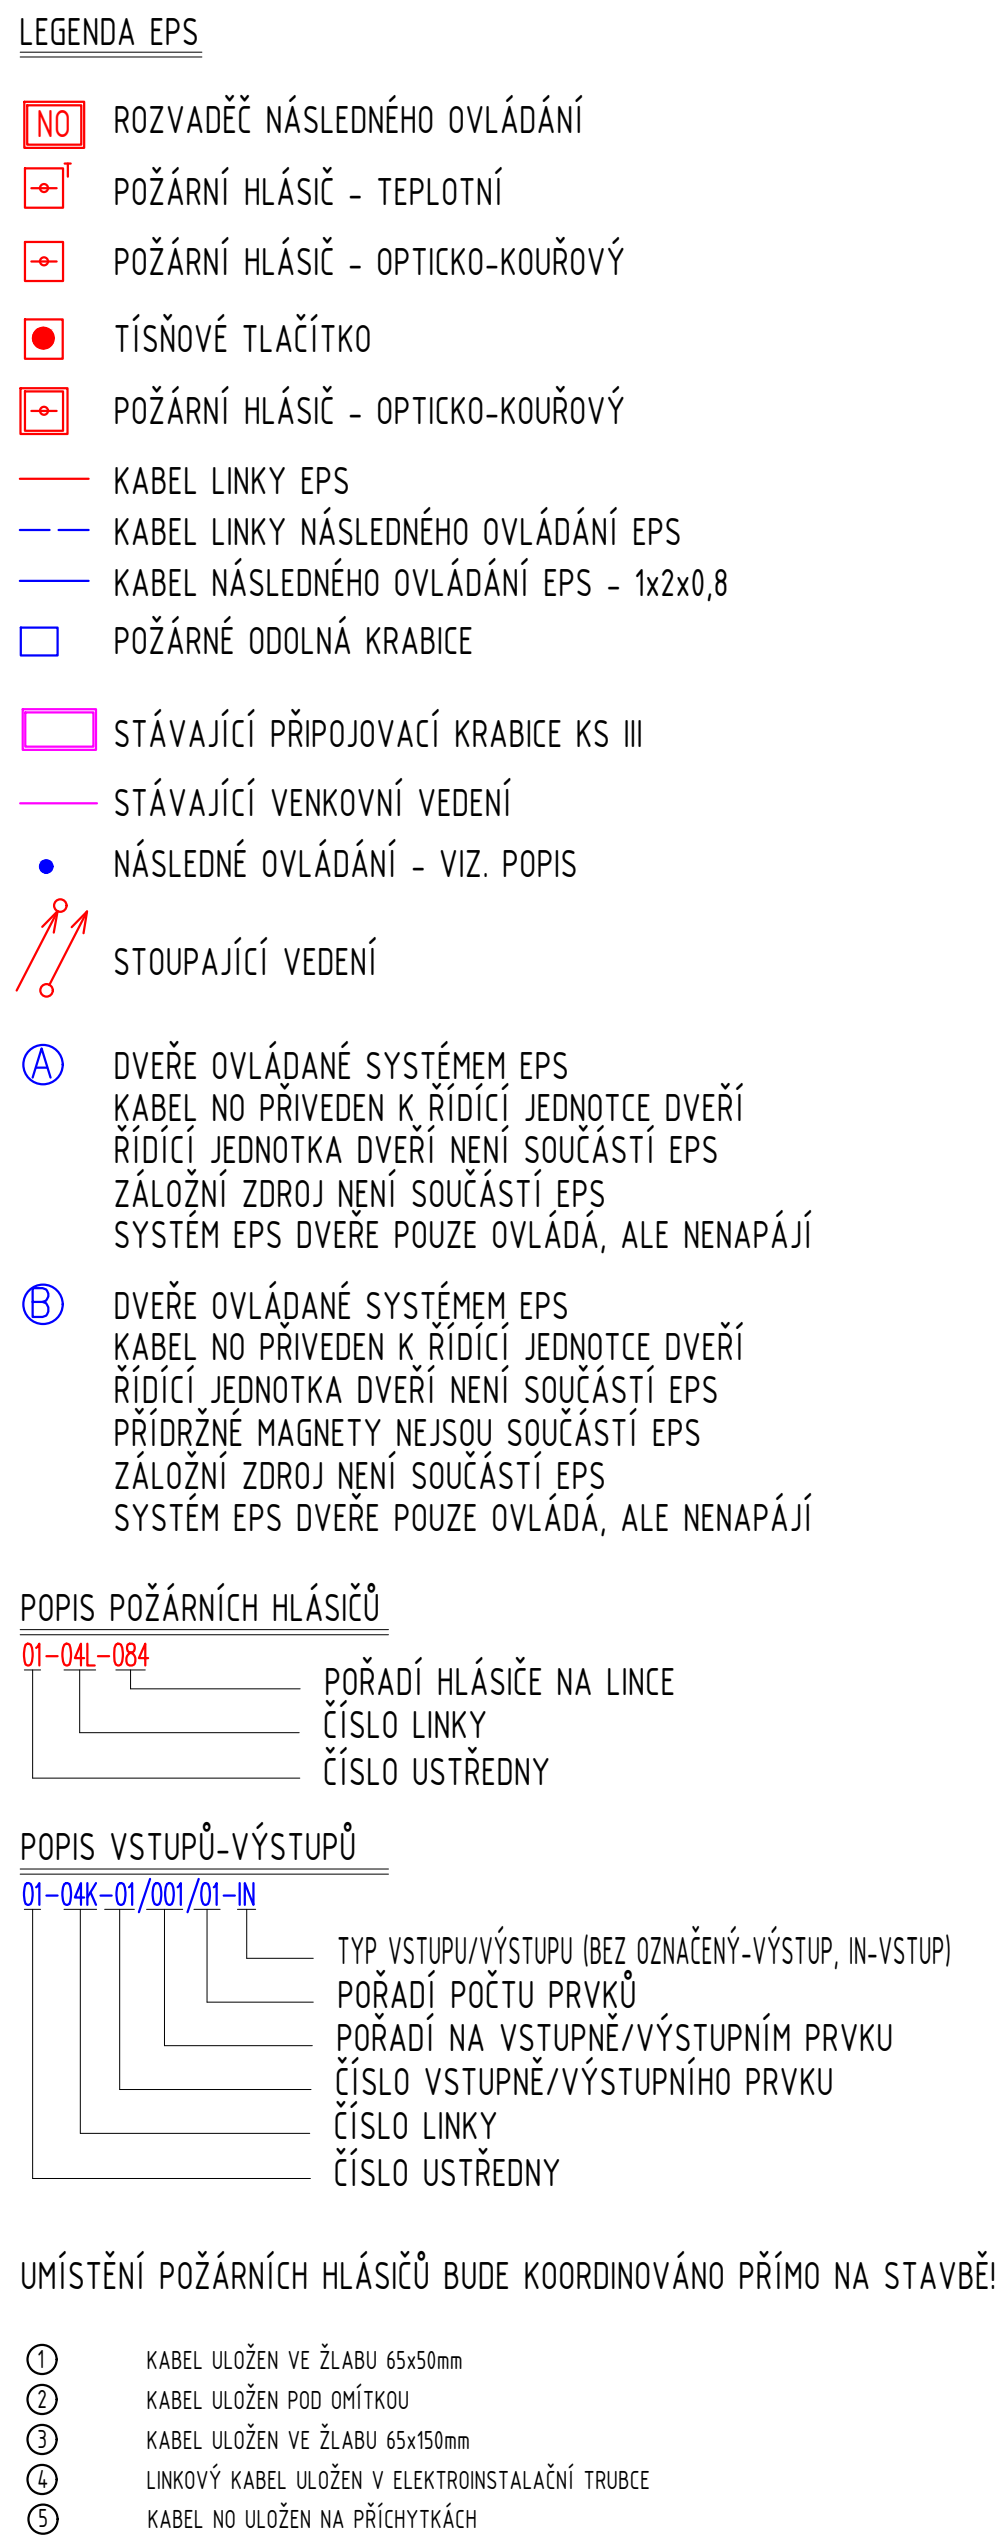 LEGENDA EPS
NO ROZVADĚČ NÁSLEDNÉHO OVLÁDÁNÍ
T POŽÁRNÍ HLÁSIČ - TEPLOTNÍ
POŽÁRNÍ HLÁSIČ - OPTICKO-KOUŘOVÝ
TÍSŇOVÉ TLAČÍTKO
POŽÁRNÍ HLÁSIČ - OPTICKO-KOUŘOVÝ
KABEL LINKY EPS
KABEL LINKY NÁSLEDNÉHO OVLÁDÁNÍ EPS
KABEL NÁSLEDNÉHO OVLÁDÁNÍ EPS - 1x2x0,8
POŽÁRNÉ ODOLNÁ KRABICE
STÁVAJÍCÍ PŘIPOJOVACÍ KRABICE KS III
STÁVAJÍCÍ VENKOVNÍ VEDENÍ
NÁSLEDNÉ OVLÁDÁNÍ - VIZ. POPIS
STOUPAJÍCÍ VEDENÍ
A DVEŘE OVLÁDANÉ SYSTÉMEM EPS
KABEL NO PŘIVEDEN K ŘÍDÍCÍ JEDNOTCE DVEŘÍ
ŘÍDÍCÍ JEDNOTKA DVEŘÍ NENÍ SOUČÁSTÍ EPS
ZÁLOŽNÍ ZDROJ NENÍ SOUČÁSTÍ EPS
SYSTÉM EPS DVEŘE POUZE OVLÁDÁ, ALE NENAPÁJÍ
B DVEŘE OVLÁDANÉ SYSTÉMEM EPS
KABEL NO PŘIVEDEN K ŘÍDÍCÍ JEDNOTCE DVEŘÍ
ŘÍDÍCÍ JEDNOTKA DVEŘÍ NENÍ SOUČÁSTÍ EPS
PŘÍDRŽNÉ MAGNETY NEJSOU SOUČÁSTÍ EPS
ZÁLOŽNÍ ZDROJ NENÍ SOUČÁSTÍ EPS
SYSTÉM EPS DVEŘE POUZE OVLÁDÁ, ALE NENAPÁJÍ
POPIS POŽÁRNÍCH HLÁSIČŮ
01-04L-084
POŘADÍ HLÁSIČE NA LINCE
ČÍSLO LINKY
ČÍSLO USTŘEDNY
POPIS VSTUPŮ-VÝSTUPŮ
01-04K-01/001/01-IN
TYP VSTUPU/VÝSTUPU (BEZ OZNAČENÝ-VÝSTUP, IN-VSTUP)
POŘADÍ POČTU PRVKŮ
POŘADÍ NA VSTUPNĚ/VÝSTUPNÍM PRVKU
ČÍSLO VSTUPNĚ/VÝSTUPNÍHO PRVKU
ČÍSLO LINKY
ČÍSLO USTŘEDNY
UMÍSTĚNÍ POŽÁRNÍCH HLÁSIČŮ BUDE KOORDINOVÁNO PŘÍMO NA STAVBĚ!
1 KABEL ULOŽEN VE ŽLABU 65x50mm
2 KABEL ULOŽEN POD OMÍTKOU
3 KABEL ULOŽEN VE ŽLABU 65x150mm
4 LINKOVÝ KABEL ULOŽEN V ELEKTROINSTALAČNÍ TRUBCE
5 KABEL NO ULOŽEN NA PŘÍCHYTKÁCH